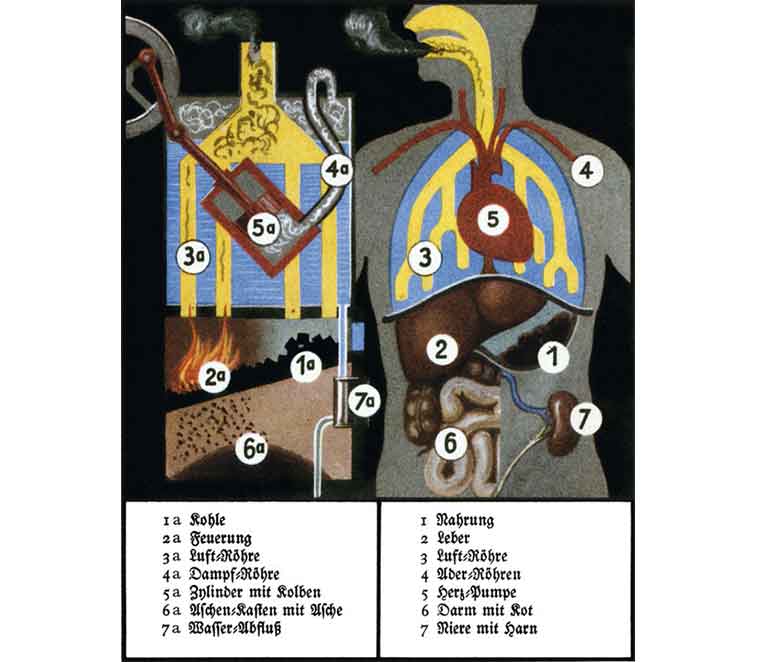 4a
4
5a
5
3a
3
2
1
1a
2a
7a
7
6
6a
1a Kohle
2a Feuerung
3a Luft-Röhre
4a Dampf-Röhre
5a Zylinder mit Kolben
6a Aschen-Kasten mit Asche
7a Wasser-Abfluß
1 Nahrung
2 Leber
3 Luft-Röhre
4 Ader-Röhren
5 Herz-Pumpe
6 Darm mit Kot
7 Niere mit Harn